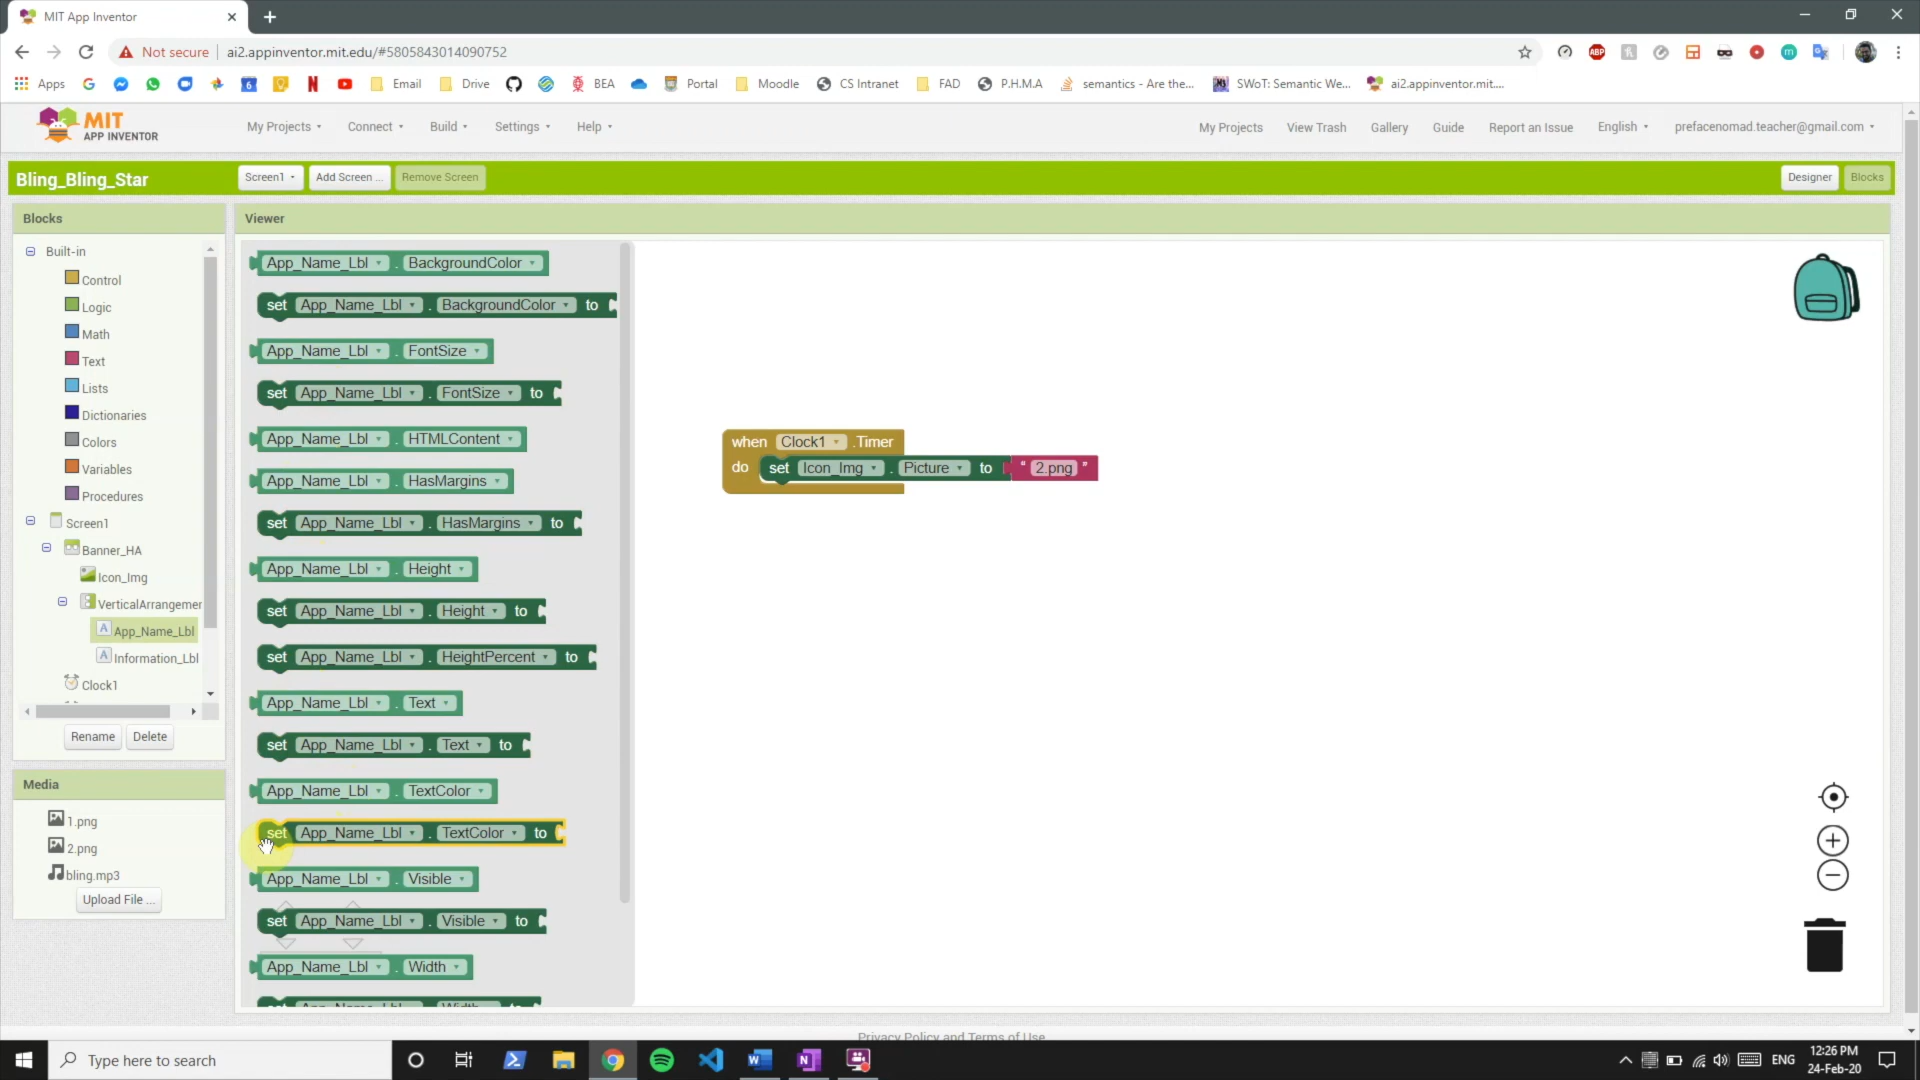 MIT App Inventor
Not secure
ai2.appinventor.mit.edu/#5805843014090752
Apps
Email
Drive
BEA
Portal
Moodle
CS Intranet
FAD
P.H.M.A
semantics - Are the...
SWoT: Semantic We...
ai2.appinventor.mit....
MIT
APP INVENTOR
My Projects
Connect
Build
Settings
Help
My Projects
View Trash
Gallery
Guide
Report an Issue
English
prefacenomad.teacher@gmail.com
Bling_Bling_Star
Screen1
Add Screen ...
Remove Screen
Designer
Blocks
Blocks
Built-in
Control
Logic
Math
Text
Lists
Dictionaries
Colors
Variables
Procedures
Screen1
Banner_HA
Icon_Img
VerticalArrangemer
App_Name_Lbl
Information_Lbl
Clock1
Rename
Delete
Media
1.png
2.png
bling.mp3
Upload File ...
Viewer
App_Name_Lbl . BackgroundColor
set App_Name_Lbl . BackgroundColor to
App_Name_Lbl . FontSize
set App_Name_Lbl . FontSize to
App_Name_Lbl . HTMLContent
App_Name_Lbl . HasMargins
set App_Name_Lbl . HasMargins to
App_Name_Lbl . Height
set App_Name_Lbl . Height to
set App_Name_Lbl . HeightPercent to
App_Name_Lbl . Text
set App_Name_Lbl . Text to
App_Name_Lbl . TextColor
set App_Name_Lbl . TextColor to
App_Name_Lbl . Visible
set App_Name_Lbl . Visible to
App_Name_Lbl . Width
when Clock1 .Timer
do set Icon_Img . Picture to " 2.png "
Privacy Policy and Terms of Use
Type here to search
ENG
12:26 PM
24-Feb-20